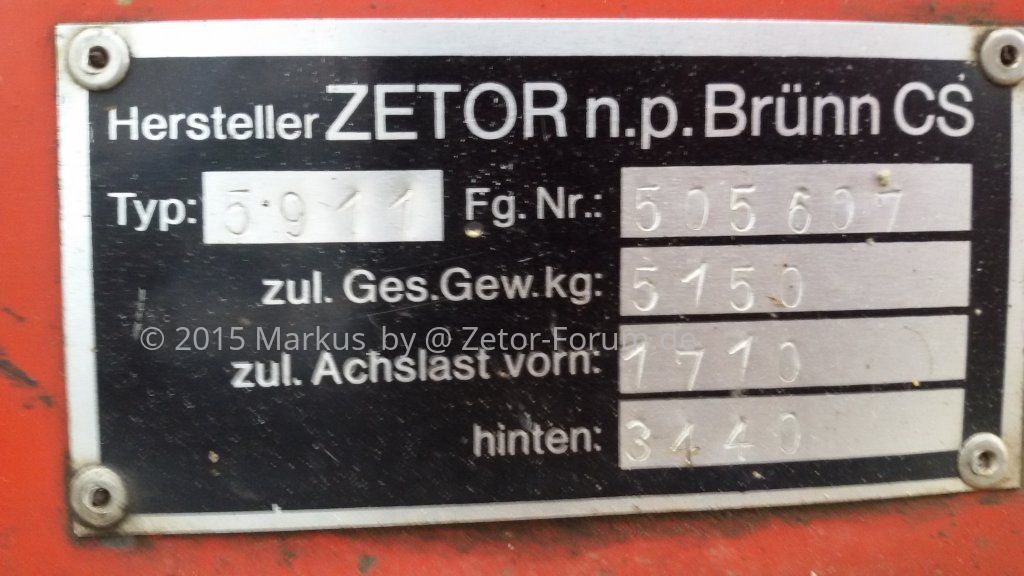 Hersteller ZETOR n.p. Brünn CS
Typ: 5911 Fg. Nr.: 505607
zul. Ges.Gew.kg: 5150
© 2015 Markus_by @ Zetor-Forum.de
zul. Achslast vorn: 1710
hinten: 3440